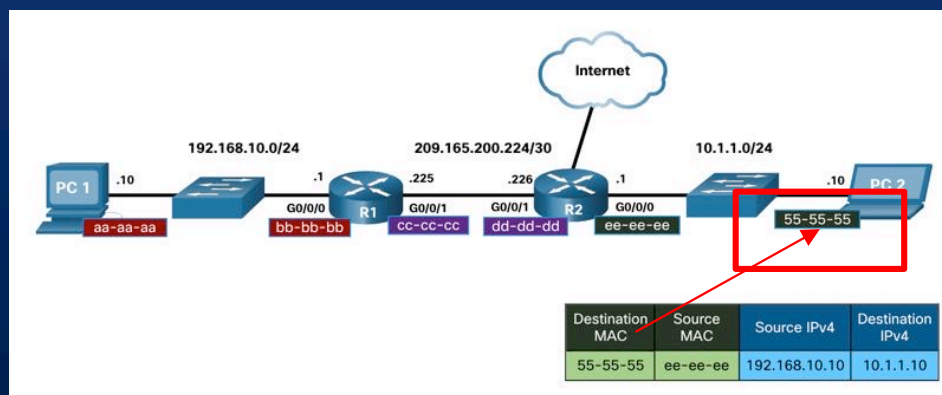 Internet
192.168.10.0/24
209.165.200.224/30
10.1.1.0/24
PC 1
.10
.1
.225
.226
.1
.10
PC 2
G0/0/0
R1
G0/0/1
G0/0/1
R2
G0/0/0
aa-aa-aa
bb-bb-bb
cc-cc-cc
dd-dd-dd
ee-ee-ee
55-55-55
Destination MAC
Source MAC
Source IPv4
Destination IPv4
55-55-55
ee-ee-ee
192.168.10.10
10.1.1.10